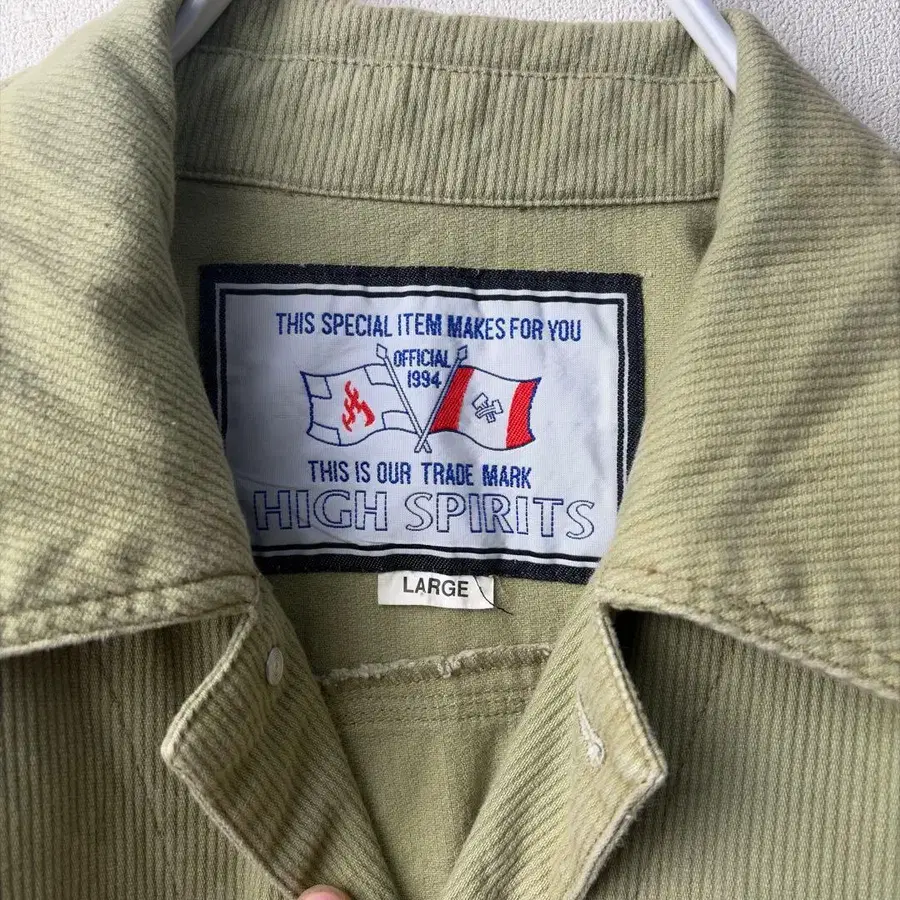 THIS SPECIAL ITEM MAKES FOR YOU
OFFICIAL
1994
THIS IS OUR TRADE MARK
HIGH SPIRITS
LARGE